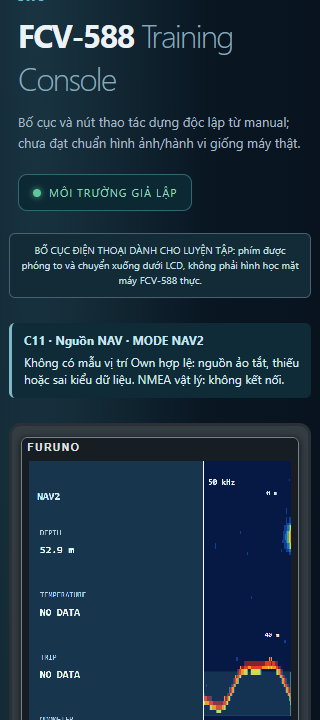 FCV-588 Training
Console
Bố cục và nút thao tác dựng độc lập từ manual;
chưa đạt chuẩn hình ảnh/hành vi giống máy thật.
MÔI TRƯỜNG GIẢ LẬP
BỐ CỤC ĐIỆN THOẠI DÀNH CHO LUYỆN TẬP: phím được
phóng to và chuyển xuống dưới LCD, không phải hình học mặt
máy FCV-588 thực.
C11 · Nguồn NAV · MODE NAV2
Không có mẫu vị trí Own hợp lệ: nguồn ảo tắt, thiếu
hoặc sai kiểu dữ liệu. NMEA vật lý: không kết nối.
FURUNO
50 kHz
NAV2
DEPTH
52.9 m
TEMPERATURE
NO DATA
40 m
TRIP
NO DATA